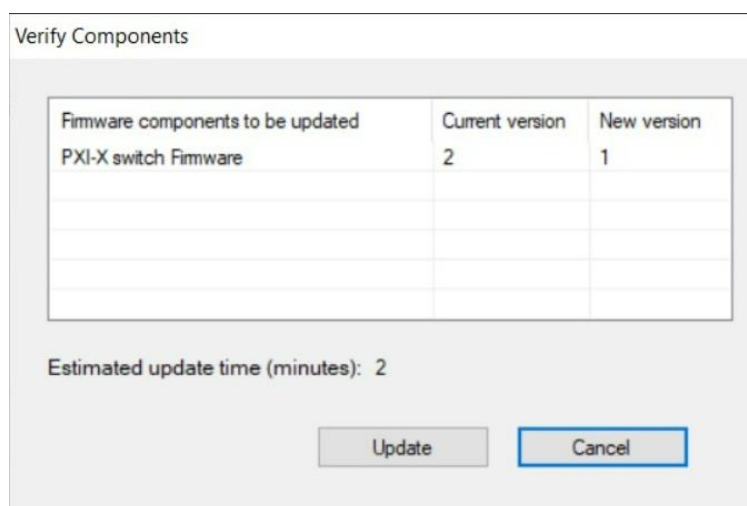 Verify Components
Firmware components to be updated Current version New version
PXI-X switch Firmware 2 1
Estimated update time (minutes): 2
Update Cancel